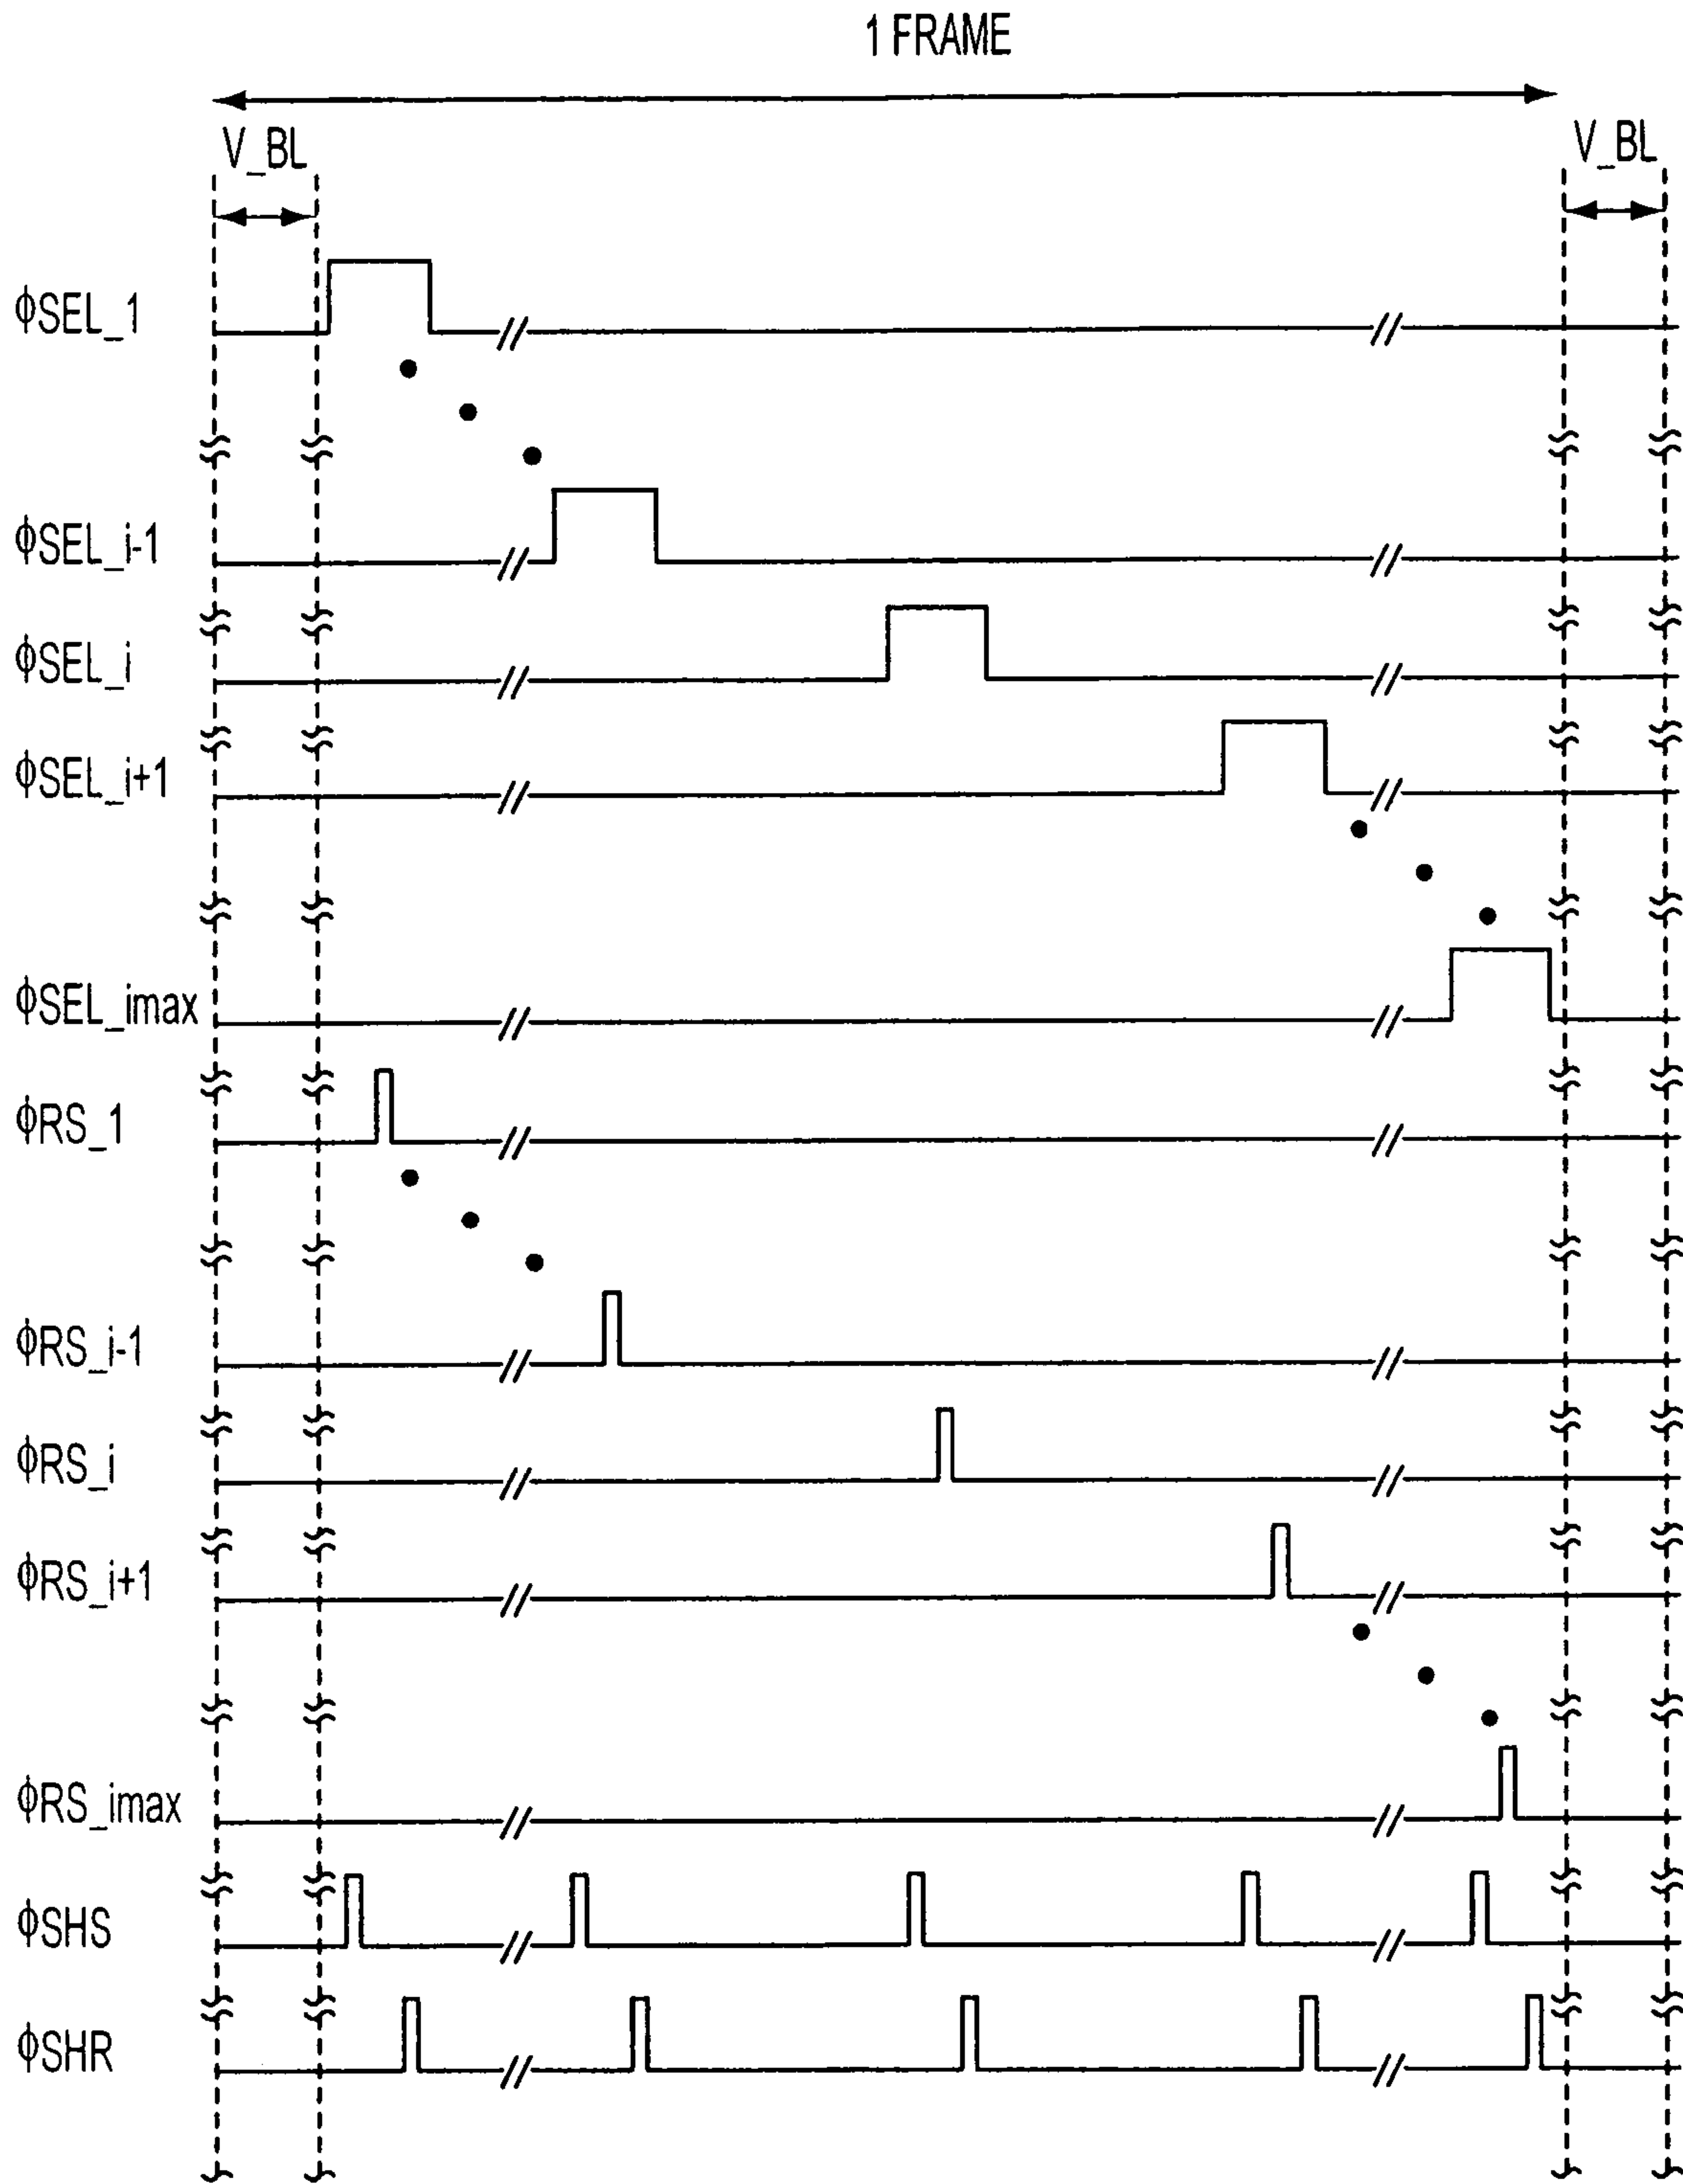 1 FRAME
V_BL
V_BL
ϕSEL_1
ϕSEL_i-1
ϕSEL_i
ϕSEL_i+1
ϕSEL_imax
ϕRS_1
ϕRS_i-1
ϕRS_i
ϕRS_i+1
ϕRS_imax
ϕSHS
ϕSHR